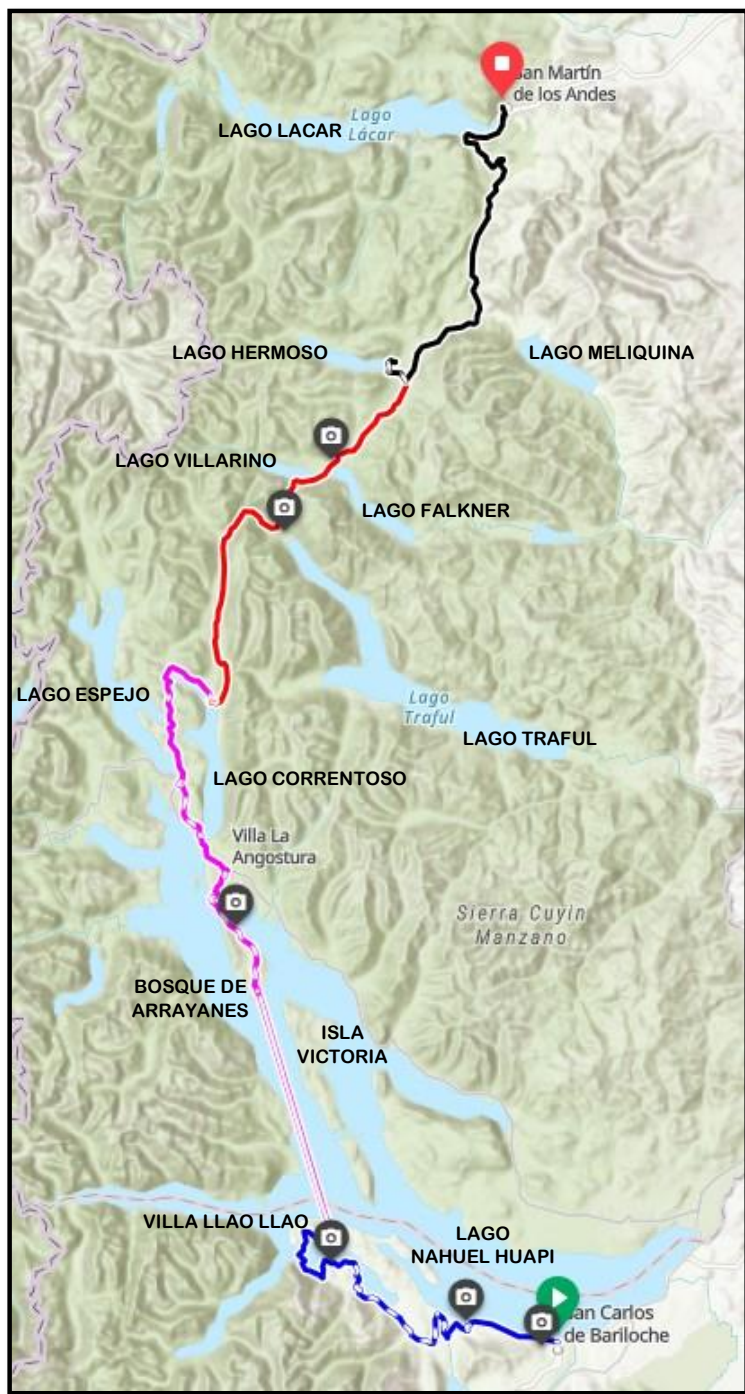 San Martín
de los Andes
Lago
Lácar
LAGO LACAR
LAGO HERMOSO
LAGO MELIQUINA
LAGO VILLARINO
LAGO FALKNER
LAGO ESPEJO
Lago
Traful
LAGO TRAFUL
LAGO CORRENTOSO
Villa La
Angostura
Sierra Cuyin
Manzano
BOSQUE DE
ARRAYANES
ISLA
VICTORIA
VILLA LLAO LLAO
LAGO
NAHUEL HUAPI
San Carlos
de Bariloche